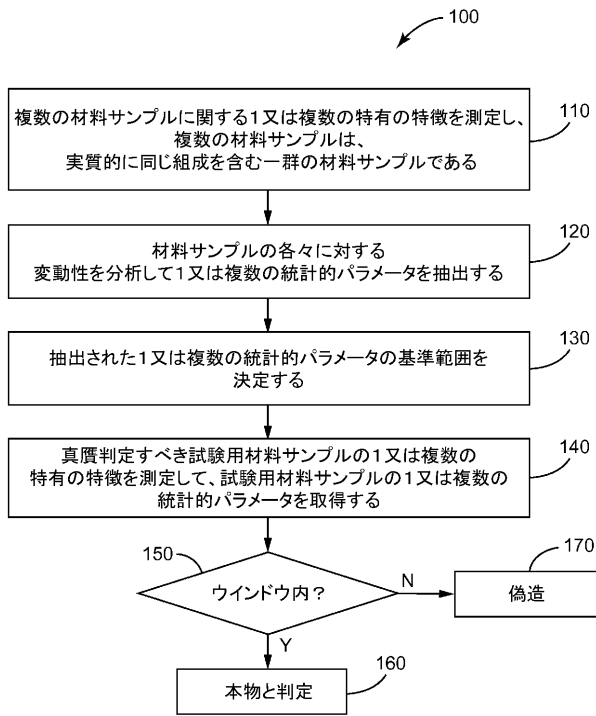 100
複数の材料サンプルに関する1又は複数の特有の特徴を測定し、
複数の材料サンプルは、
実質的に同じ組成を含む一群の材料サンプルである
110
材料サンプルの各々に対する
変動性を分析して1又は複数の統計的パラメータを抽出する
120
抽出された1又は複数の統計的パラメータの基準範囲を
決定する
130
真贋判定すべき試験用材料サンプルの1又は複数の
特有の特徴を測定して、試験用材料サンプルの1又は複数の
統計的パラメータを取得する
140
150
ウインドウ内?
N
170
偽造
Y
160
本物と判定